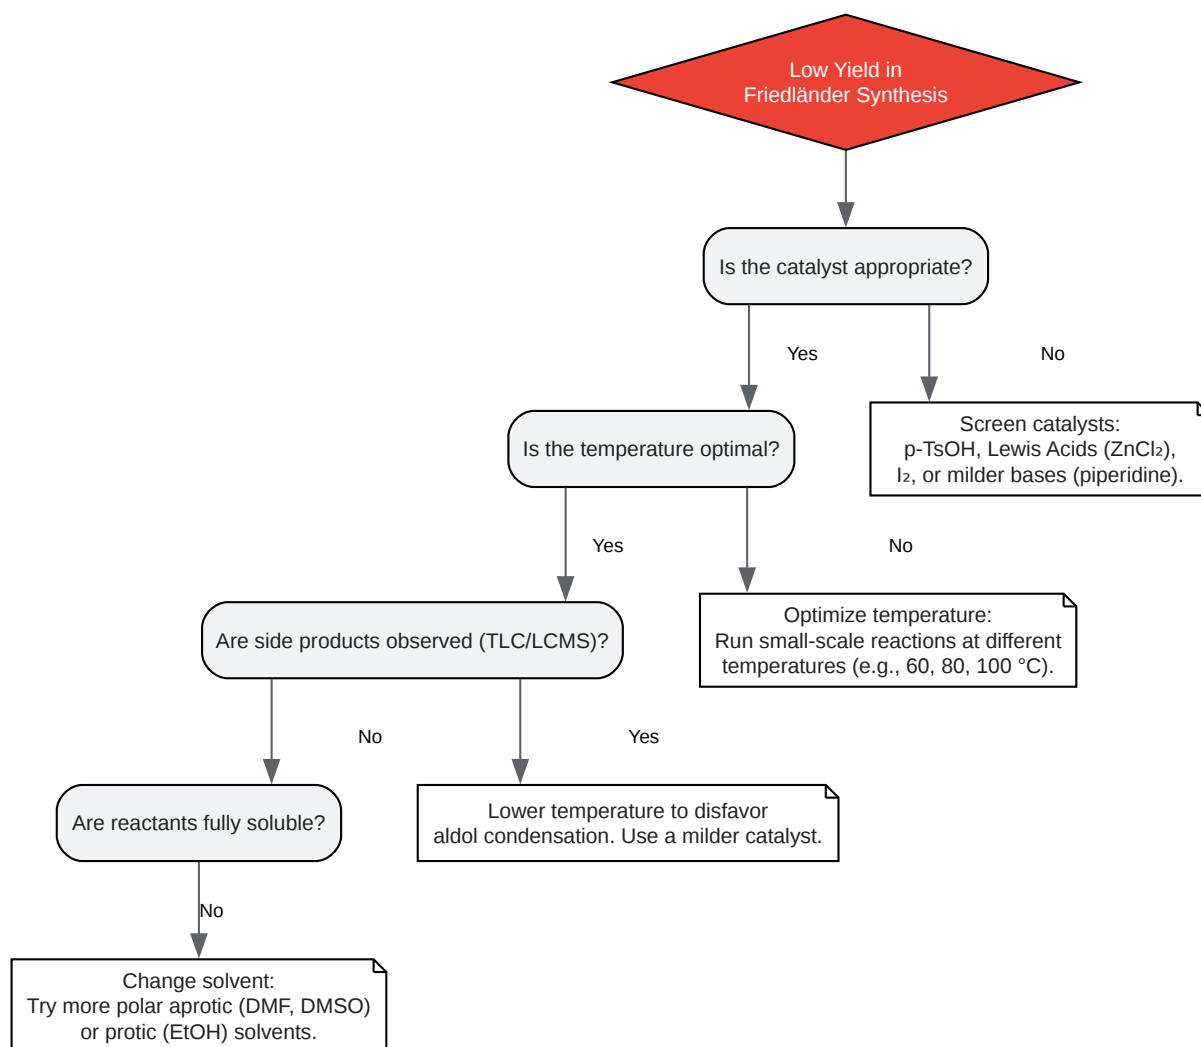 Low Yield in
Friedländer Synthesis
Is the catalyst appropriate?
Yes
No
Screen catalysts:
p-TsOH, Lewis Acids (ZnCl₂),
I₂, or milder bases (piperidine).
Is the temperature optimal?
Yes
No
Optimize temperature:
Run small-scale reactions at different
temperatures (e.g., 60, 80, 100 °C).
Are side products observed (TLC/LCMS)?
No
Yes
Lower temperature to disfavor
aldol condensation. Use a milder catalyst.
Are reactants fully soluble?
No
Change solvent:
Try more polar aprotic (DMF, DMSO)
or protic (EtOH) solvents.